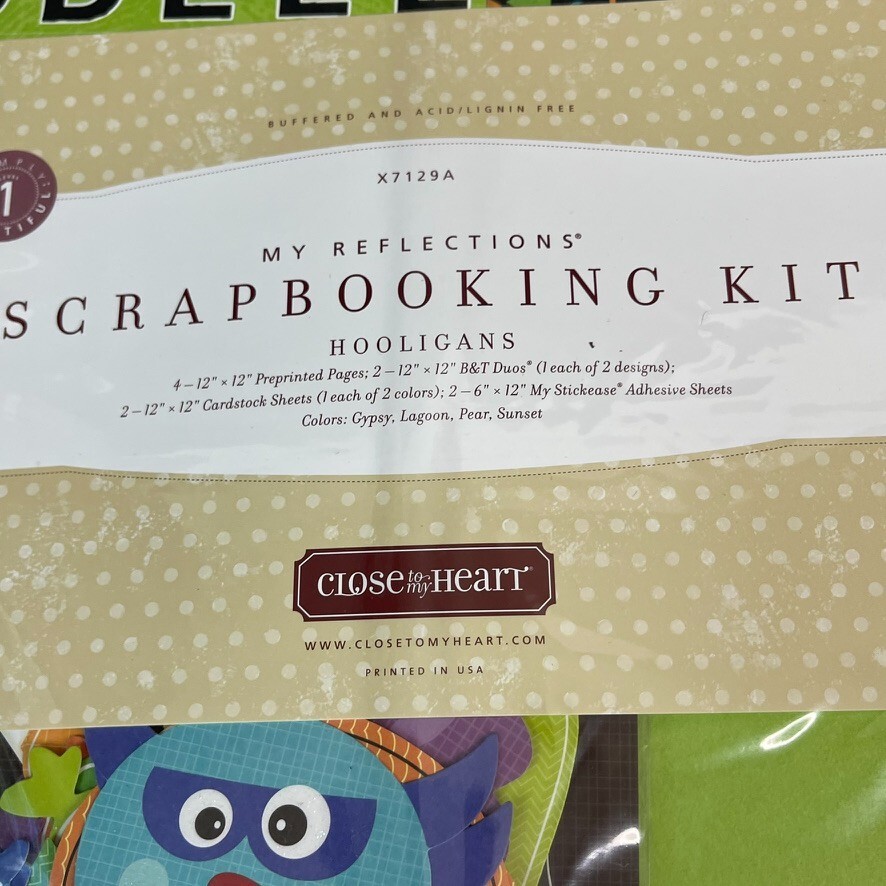 BUFFERED AND ACID/LIGNIN FREE
1
X7129A
MY REFLECTIONS®
SCRAPBOOKING KIT
HOOLIGANS
4–12" × 12" Preprinted Pages; 2–12" × 12" B&T Duos® (1 each of 2 designs);
2–12" × 12" Cardstock Sheets (1 each of 2 colors); 2–6" × 12" My Stickease® Adhesive Sheets
Colors: Gypsy, Lagoon, Pear, Sunset
CLOSE to my HEART
WWW.CLOSETOMYHEART.COM
PRINTED IN USA